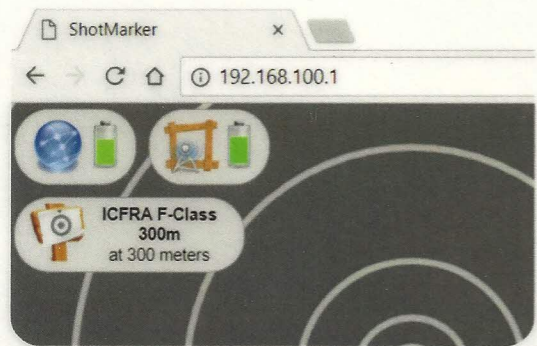 ShotMarker
192.168.100.1
ICFRA F-Class
300m
at 300 meters